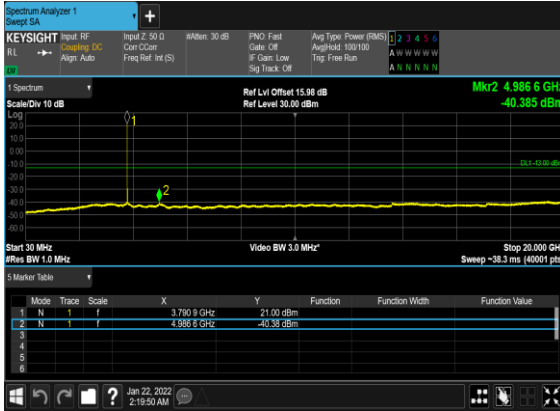 Spectrum Analyzer 1
Swept SA
+
KEYSIGHT
RL
Input: RF
Coupling: DC
Align: Auto
Input Z: 50 Ω
Corr CCorr
Freq Ref: Int (S)
#Atten: 30 dB
PNO: Fast
Gate: Off
IF Gain: Low
Sig Track: Off
Avg Type: Power (RMS)
Avg|Hold: 100/100
Trig: Free Run
1 2 3 4 5 6
A W W W W W
A N N N N N
1 Spectrum
Scale/Div 10 dB
Ref Lvl Offset 15.98 dB
Ref Level 30.00 dBm
Mkr2 4.986 6 GHz
-40.385 dBm
Log
20.0
10.0
0.00
-10.0
-20.0
-30.0
-40.0
-50.0
-60.0
1
2
DL1 -13.00 dBm
Start 30 MHz
#Res BW 1.0 MHz
Video BW 3.0 MHz*
Stop 20.000 GHz
Sweep ~38.3 ms (40001 pts)
5 Marker Table
Mode Trace Scale X Y Function Function Width Function Value
1 N 1 f 3.790 9 GHz 21.00 dBm
2 N 1 f 4.986 6 GHz -40.38 dBm
3
4
5
6
?
Jan 22, 2022
2:19:50 AM